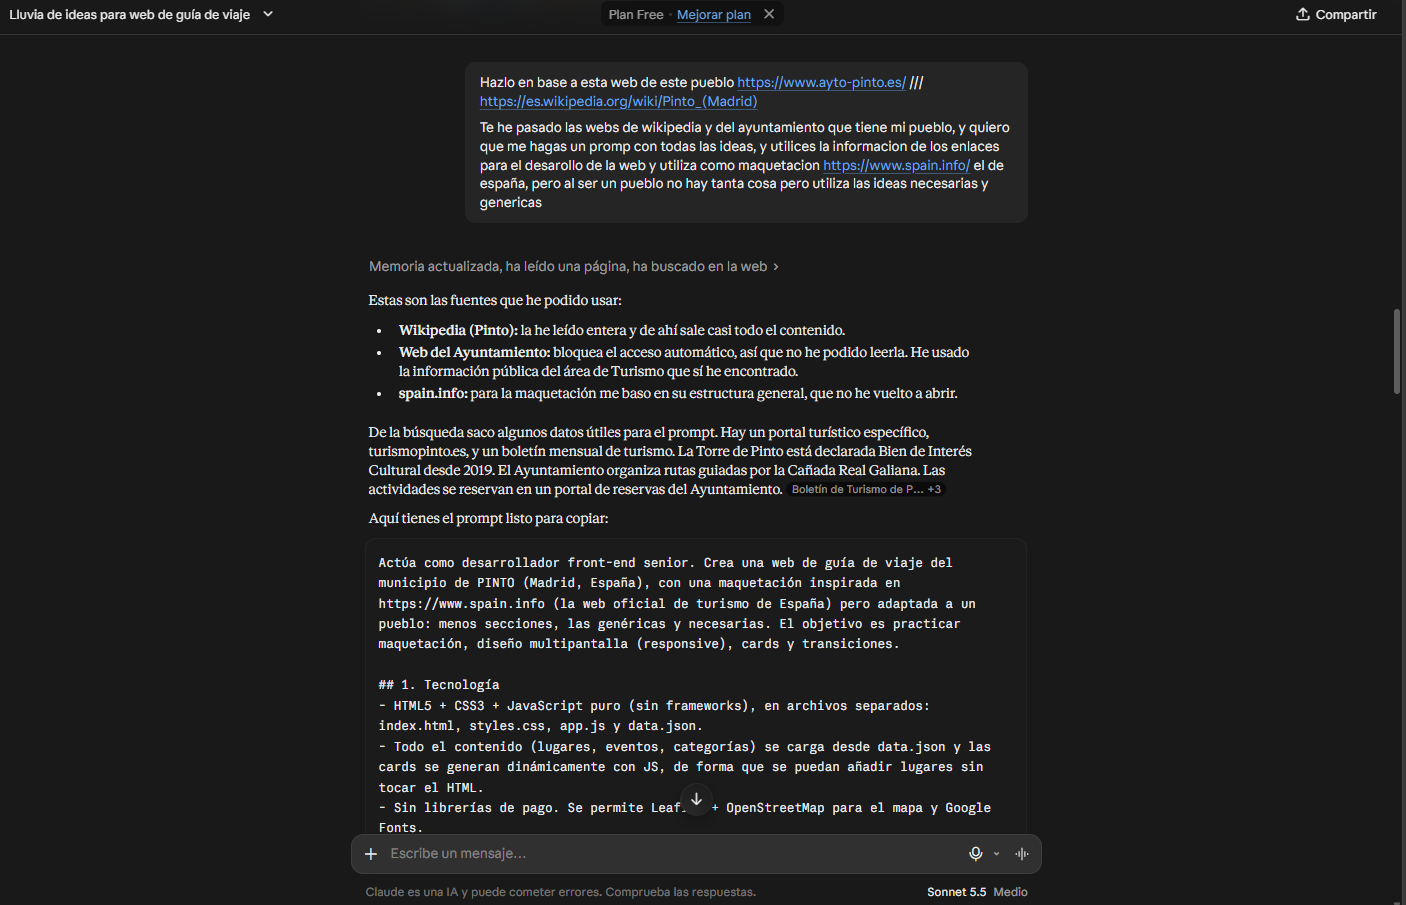 Lluvia de ideas para web de guía de viaje
Plan Free · Mejorar plan
Compartir
Hazlo en base a esta web de este pueblo https://www.ayto-pinto.es/ ///
https://es.wikipedia.org/wiki/Pinto_(Madrid)
Te he pasado las webs de wikipedia y del ayuntamiento que tiene mi pueblo, y quiero
que me hagas un promp con todas las ideas, y utilices la informacion de los enlaces
para el desarollo de la web y utiliza como maquetacion https://www.spain.info/ el de
españa, pero al ser un pueblo no hay tanta cosa pero utiliza las ideas necesarias y
genericas
Memoria actualizada, ha leído una página, ha buscado en la web
Estas son las fuentes que he podido usar:
• Wikipedia (Pinto): la he leído entera y de ahí sale casi todo el contenido.
• Web del Ayuntamiento: bloquea el acceso automático, así que no he podido leerla. He usado
la información pública del área de Turismo que sí he encontrado.
• spain.info: para la maquetación me baso en su estructura general, que no he vuelto a abrir.
De la búsqueda saco algunos datos útiles para el prompt. Hay un portal turístico específico,
turismopinto.es, y un boletín mensual de turismo. La Torre de Pinto está declarada Bien de Interés
Cultural desde 2019. El Ayuntamiento organiza rutas guiadas por la Cañada Real Galiana. Las
actividades se reservan en un portal de reservas del Ayuntamiento. Boletín de Turismo de P... +3
Aquí tienes el prompt listo para copiar:
Actúa como desarrollador front-end senior. Crea una web de guía de viaje del
municipio de PINTO (Madrid, España), con una maquetación inspirada en
https://www.spain.info (la web oficial de turismo de España) pero adaptada a un
pueblo: menos secciones, las genéricas y necesarias. El objetivo es practicar
maquetación, diseño multipantalla (responsive), cards y transiciones.
## 1. Tecnología
- HTML5 + CSS3 + JavaScript puro (sin frameworks), en archivos separados:
index.html, styles.css, app.js y data.json.
- Todo el contenido (lugares, eventos, categorías) se carga desde data.json y las
cards se generan dinámicamente con JS, de forma que se puedan añadir lugares sin
tocar el HTML.
- Sin librerías de pago. Se permite + OpenStreetMap para el mapa y Google
Fonts.
Escribe un mensaje...
Claude es una IA y puede cometer errores. Comprueba las respuestas.
Sonnet 5.5 Medio